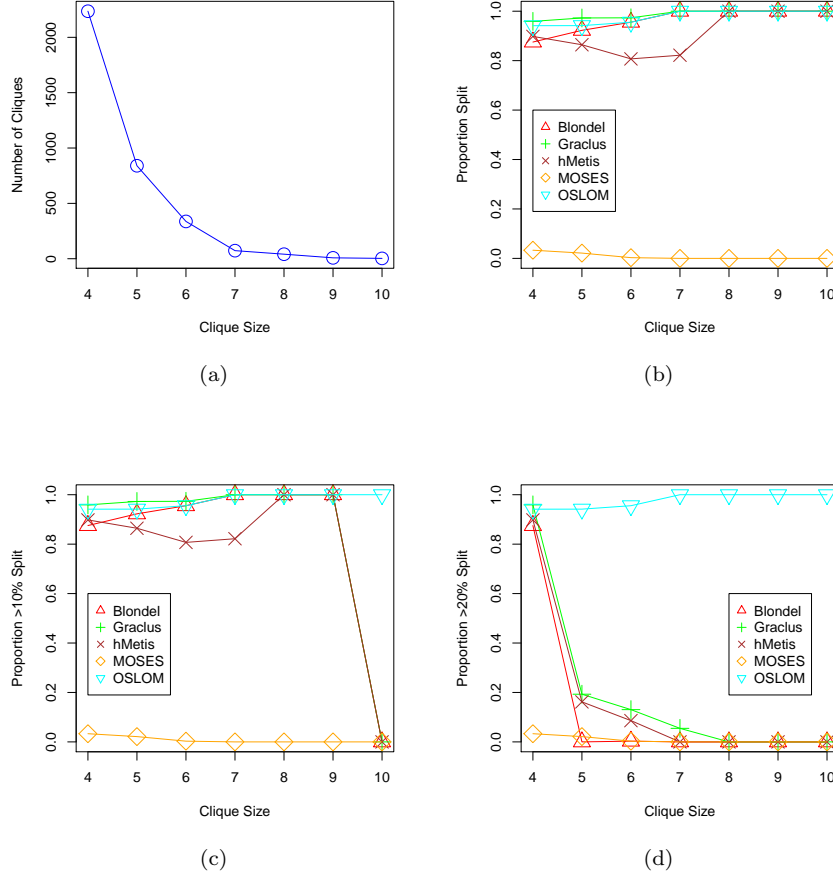 Number of Cliques
2000
1500
1000
500
0
4 5 6 7 8 9 10
Clique Size
(a)
Proportion Split
1.0
0.8
0.6
0.4
0.2
0.0
Blondel
Graclus
hMetis
MOSES
OSLOM
4 5 6 7 8 9 10
Clique Size
(b)
Proportion >10% Split
1.0
0.8
0.6
0.4
0.2
0.0
Blondel
Graclus
hMetis
MOSES
OSLOM
4 5 6 7 8 9 10
Clique Size
(c)
Proportion >20% Split
1.0
0.8
0.6
0.4
0.2
0.0
Blondel
Graclus
hMetis
MOSES
OSLOM
4 5 6 7 8 9 10
Clique Size
(d)